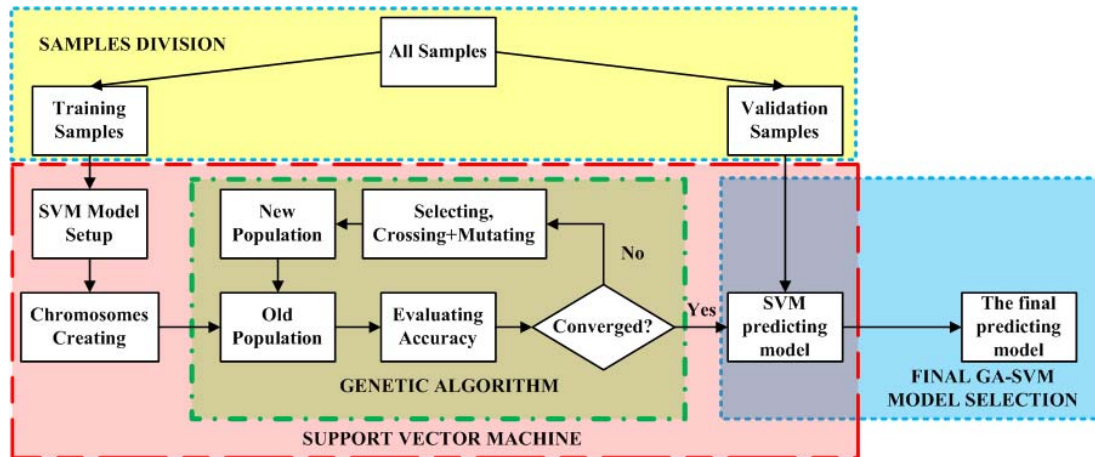 SAMPLES DIVISION
All Samples
Training
Samples
Validation
Samples
SVM Model
Setup
New
Population
Selecting,
Crossing+Mutating
No
Chromosomes
Creating
Old
Population
Evaluating
Accuracy
Converged?
Yes
SVM
predicting
model
The final
predicting
model
GENETIC ALGORITHM
FINAL GA-SVM
MODEL SELECTION
SUPPORT VECTOR MACHINE